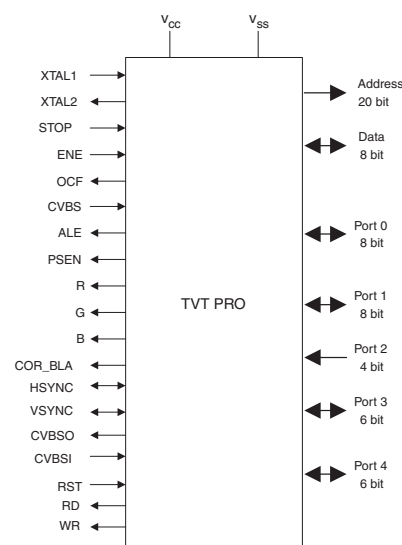 Vcc
Vss
XTAL1
XTAL2
STOP
ENE
OCF
CVBS
ALE
PSEN
R
G
B
COR_BLA
HSYNC
VSYNC
CVBSO
CVBSI
RST
RD
WR
TVT PRO
Address
20 bit
Data
8 bit
Port 0
8 bit
Port 1
8 bit
Port 2
4 bit
Port 3
6 bit
Port 4
6 bit